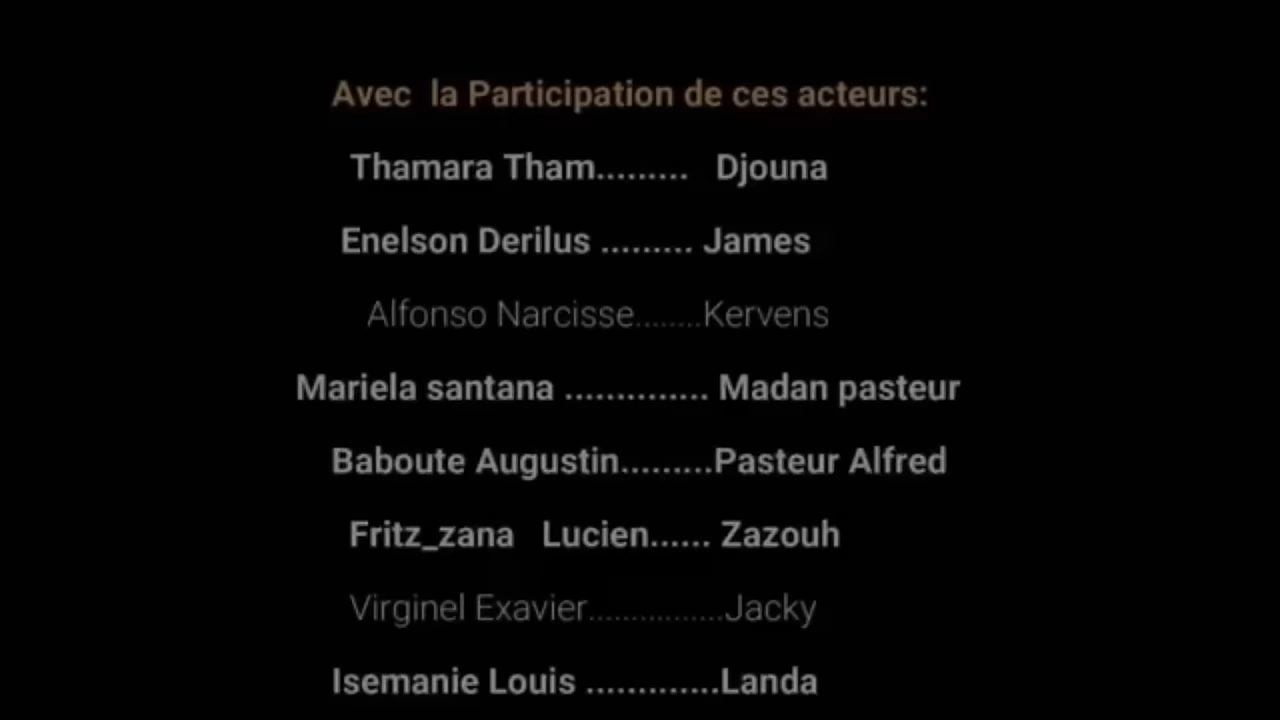 Avec la Participation de ces acteurs:
Thamara Tham......... Djouna
Enelson Derilus ......... James
Alfonso Narcisse........Kervens
Mariela santana .............. Madan pasteur
Baboute Augustin.........Pasteur Alfred
Fritz_zana Lucien...... Zazouh
Virginel Exavier................Jacky
Isemanie Louis .............Landa